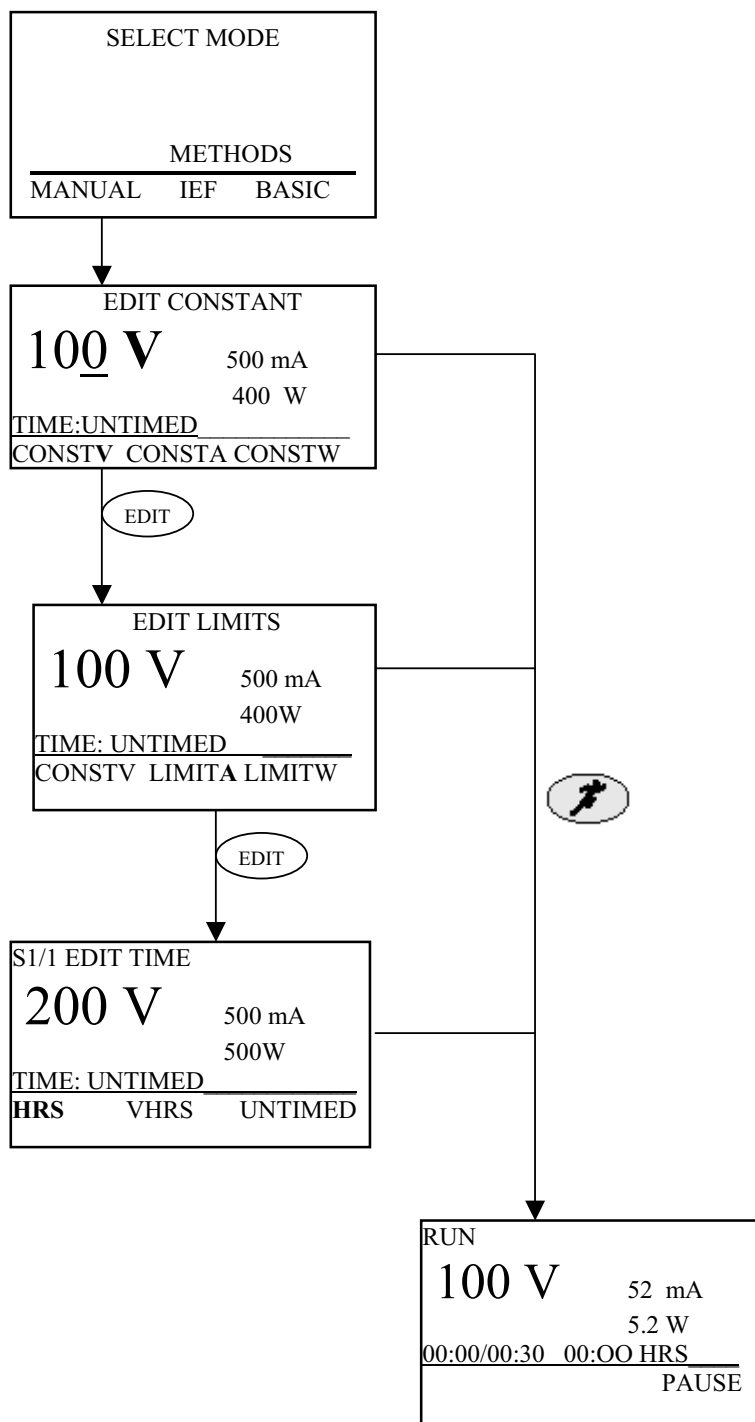 SELECT MODE
METHODS
MANUAL IEF BASIC
EDIT CONSTANT
100 V 500 mA
400 W
TIME:UNTIMED
CONSTV CONSTA CONSTW
EDIT
EDIT LIMITS
100 V 500 mA
400W
TIME: UNTIMED
CONSTV LIMITA LIMITW
EDIT
S1/1 EDIT TIME
200 V 500 mA
500W
TIME: UNTIMED
HRS VHRS UNTIMED
RUN
100 V 52 mA
5.2 W
00:00/00:30 00:OO HRS
PAUSE